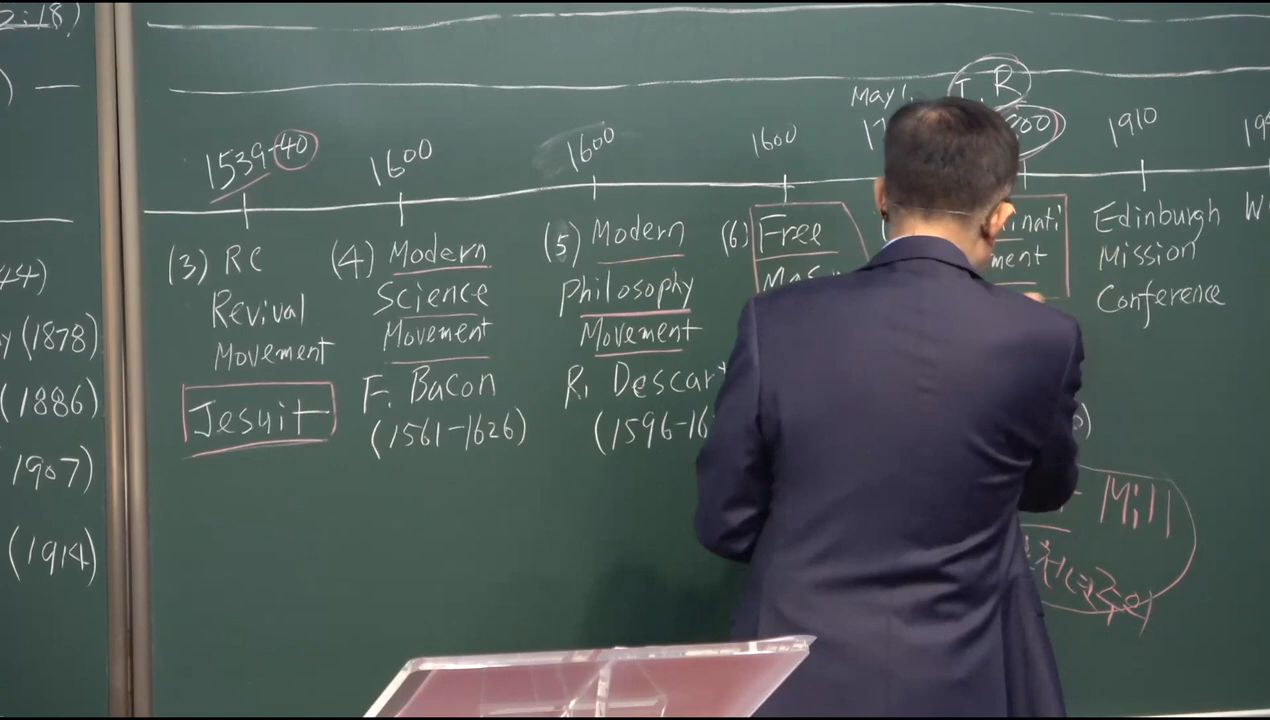 2:18)
44)
y (1878)
(1886)
1907)
(1914)
1539-40
1600
1600
1600
May 1.
17
I.R
1910
(3) RC
Revival
Movement
Jesuit
(4) Modern
Science
Movement
F. Bacon
(1561-1626)
(5) Modern
Philosophy
Movement
R. Descar
(1596-16
(6) Free
inati
ment
Edinburgh
Mission
Conference
W
Mill